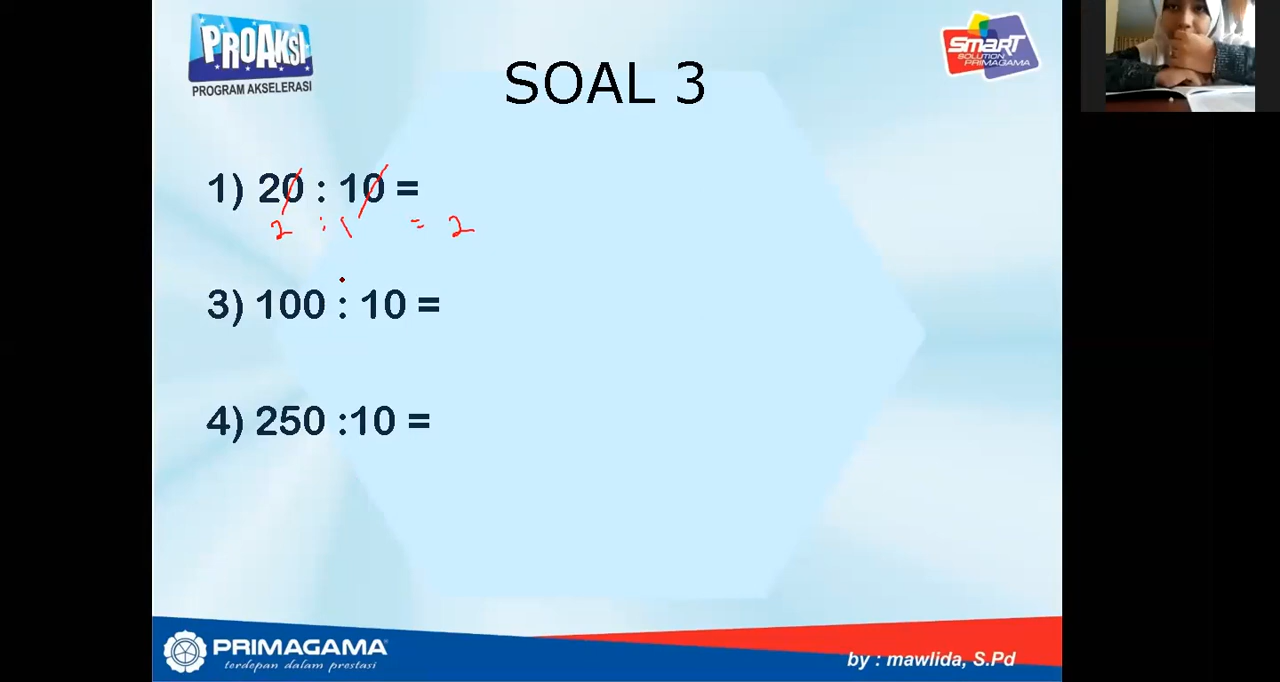 PROAKSI
PROGRAM AKSELERASI
SMART
SOLUTION
PRIMAGAMA
SOAL 3
1) 20 : 10 =
2 : 1 = 2
3) 100 : 10 =
4) 250 :10 =
PRIMAGAMA
terdepan dalam prestasi
by : mawlida, S.Pd